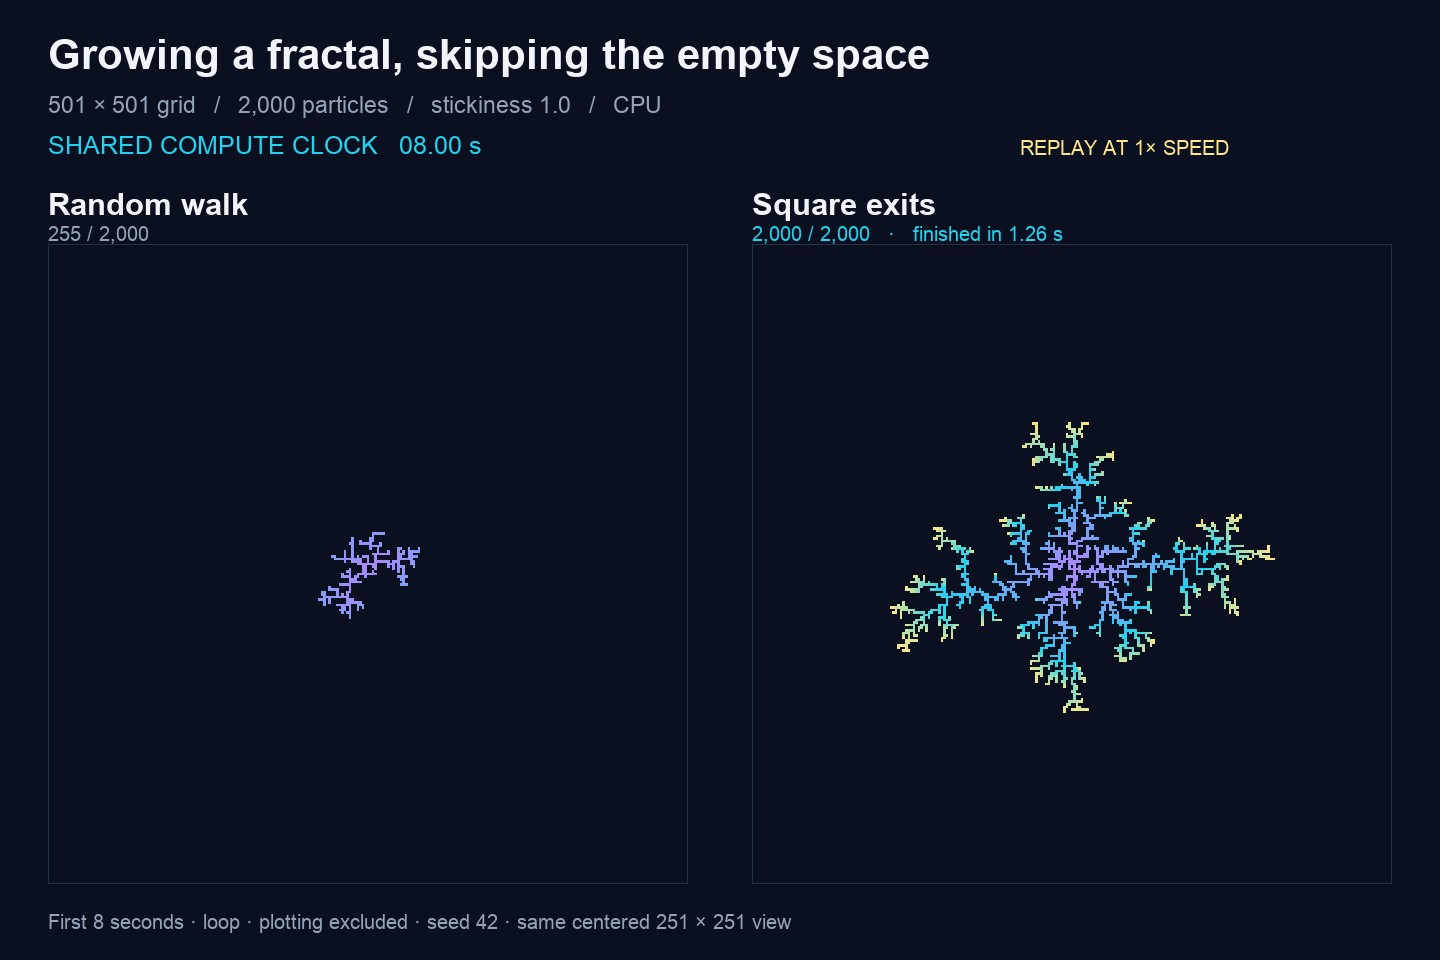 Growing a fractal, skipping the empty space
501 × 501 grid / 2,000 particles / stickiness 1.0 / CPU
SHARED COMPUTE CLOCK 08.00 s
REPLAY AT 1× SPEED
Random walk
255 / 2,000
Square exits
2,000 / 2,000 · finished in 1.26 s
First 8 seconds · loop · plotting excluded · seed 42 · same centered 251 × 251 view